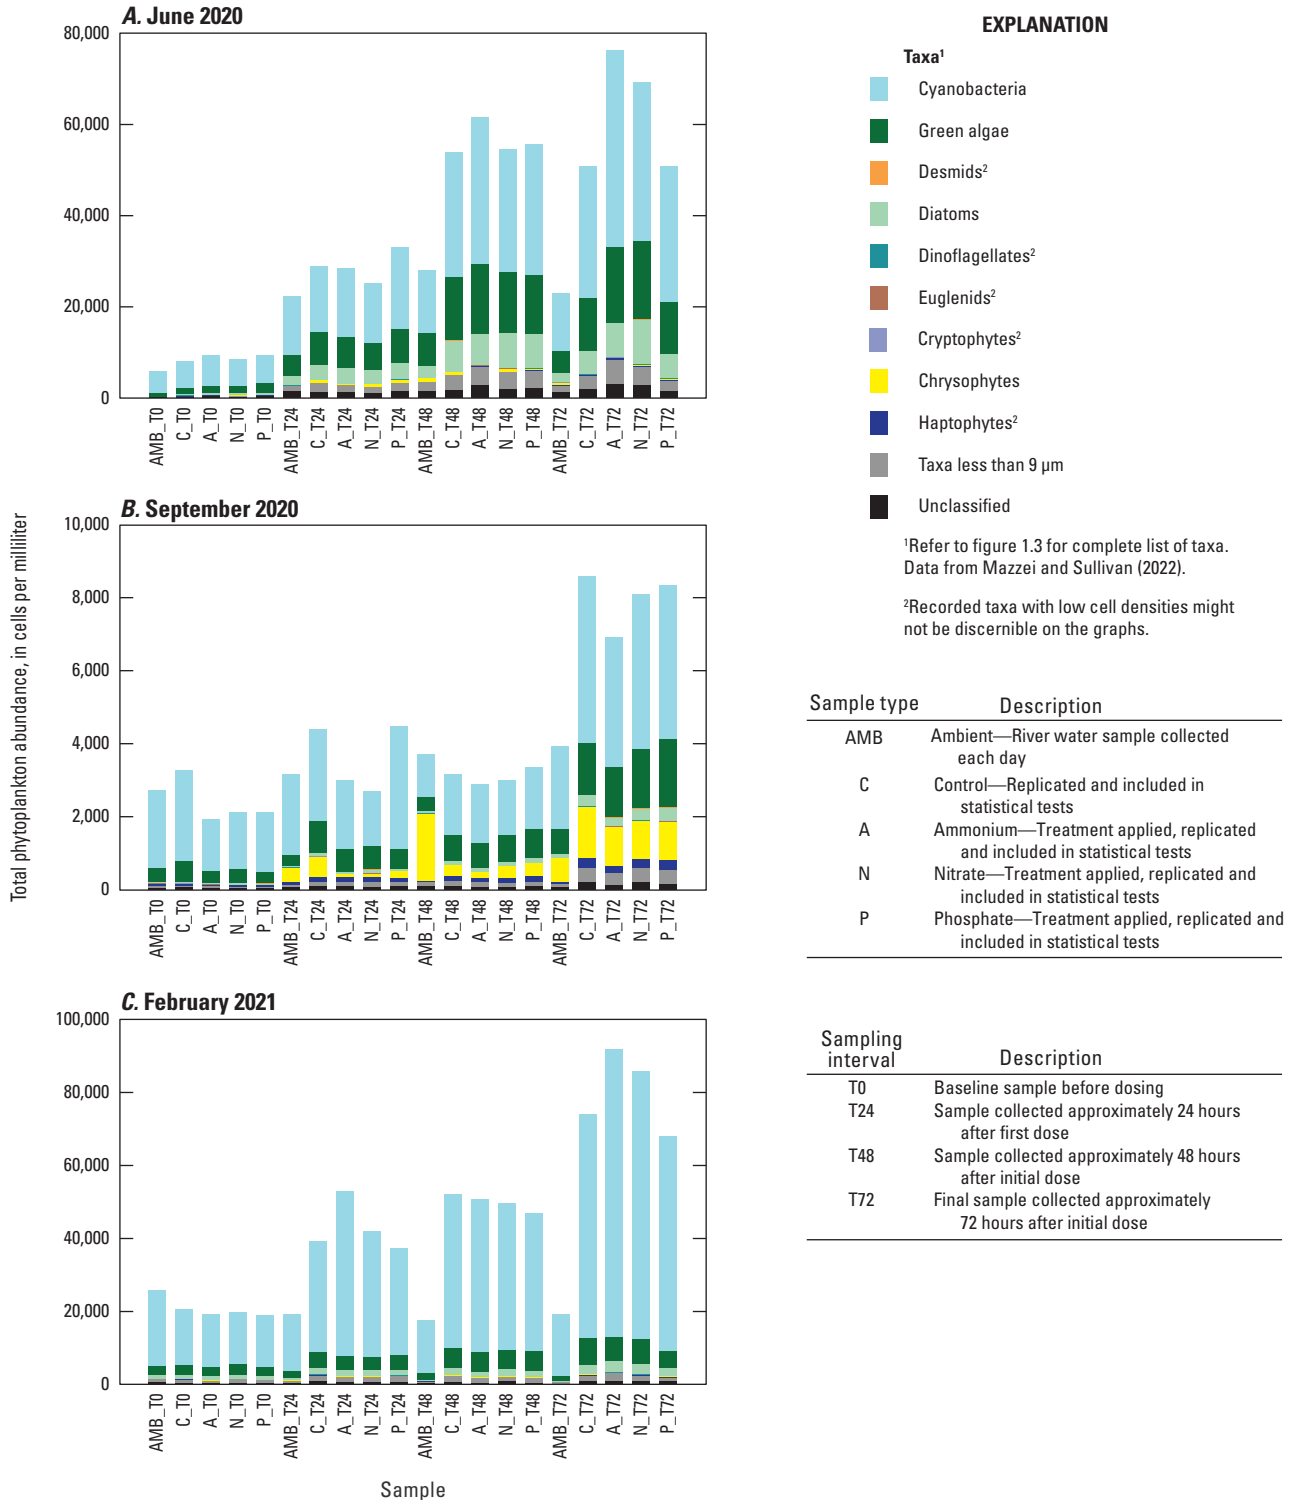 A. June 2020
80,000
60,000
40,000
20,000
0
AMB_T0
C_T0
A_T0
N_T0
P_T0
AMB_T24
C_T24
A_T24
N_T24
P_T24
AMB_T48
C_T48
A_T48
N_T48
P_T48
AMB_T72
C_T72
A_T72
N_T72
P_T72
Total phytoplankton abundance, in cells per milliliter
B. September 2020
10,000
8,000
6,000
4,000
2,000
0
AMB_T0
C_T0
A_T0
N_T0
P_T0
AMB_T24
C_T24
A_T24
N_T24
P_T24
AMB_T48
C_T48
A_T48
N_T48
P_T48
AMB_T72
C_T72
A_T72
N_T72
P_T72
C. February 2021
100,000
80,000
60,000
40,000
20,000
0
AMB_T0
C_T0
A_T0
N_T0
P_T0
AMB_T24
C_T24
A_T24
N_T24
P_T24
AMB_T48
C_T48
A_T48
N_T48
P_T48
AMB_T72
C_T72
A_T72
N_T72
P_T72
Sample
EXPLANATION
Taxa¹
Cyanobacteria
Green algae
Desmids²
Diatoms
Dinoflagellates²
Euglenids²
Cryptophytes²
Chrysophytes
Haptophytes²
Taxa less than 9 µm
Unclassified
¹Refer to figure 1.3 for complete list of taxa.
Data from Mazzei and Sullivan (2022).
²Recorded taxa with low cell densities might
not be discernible on the graphs.
Sample type Description
AMB Ambient—River water sample collected
each day
C Control—Replicated and included in
statistical tests
A Ammonium—Treatment applied, replicated
and included in statistical tests
N Nitrate—Treatment applied, replicated and
included in statistical tests
P Phosphate—Treatment applied, replicated and
included in statistical tests
Sampling
interval Description
T0 Baseline sample before dosing
T24 Sample collected approximately 24 hours
after first dose
T48 Sample collected approximately 48 hours
after initial dose
T72 Final sample collected approximately
72 hours after initial dose